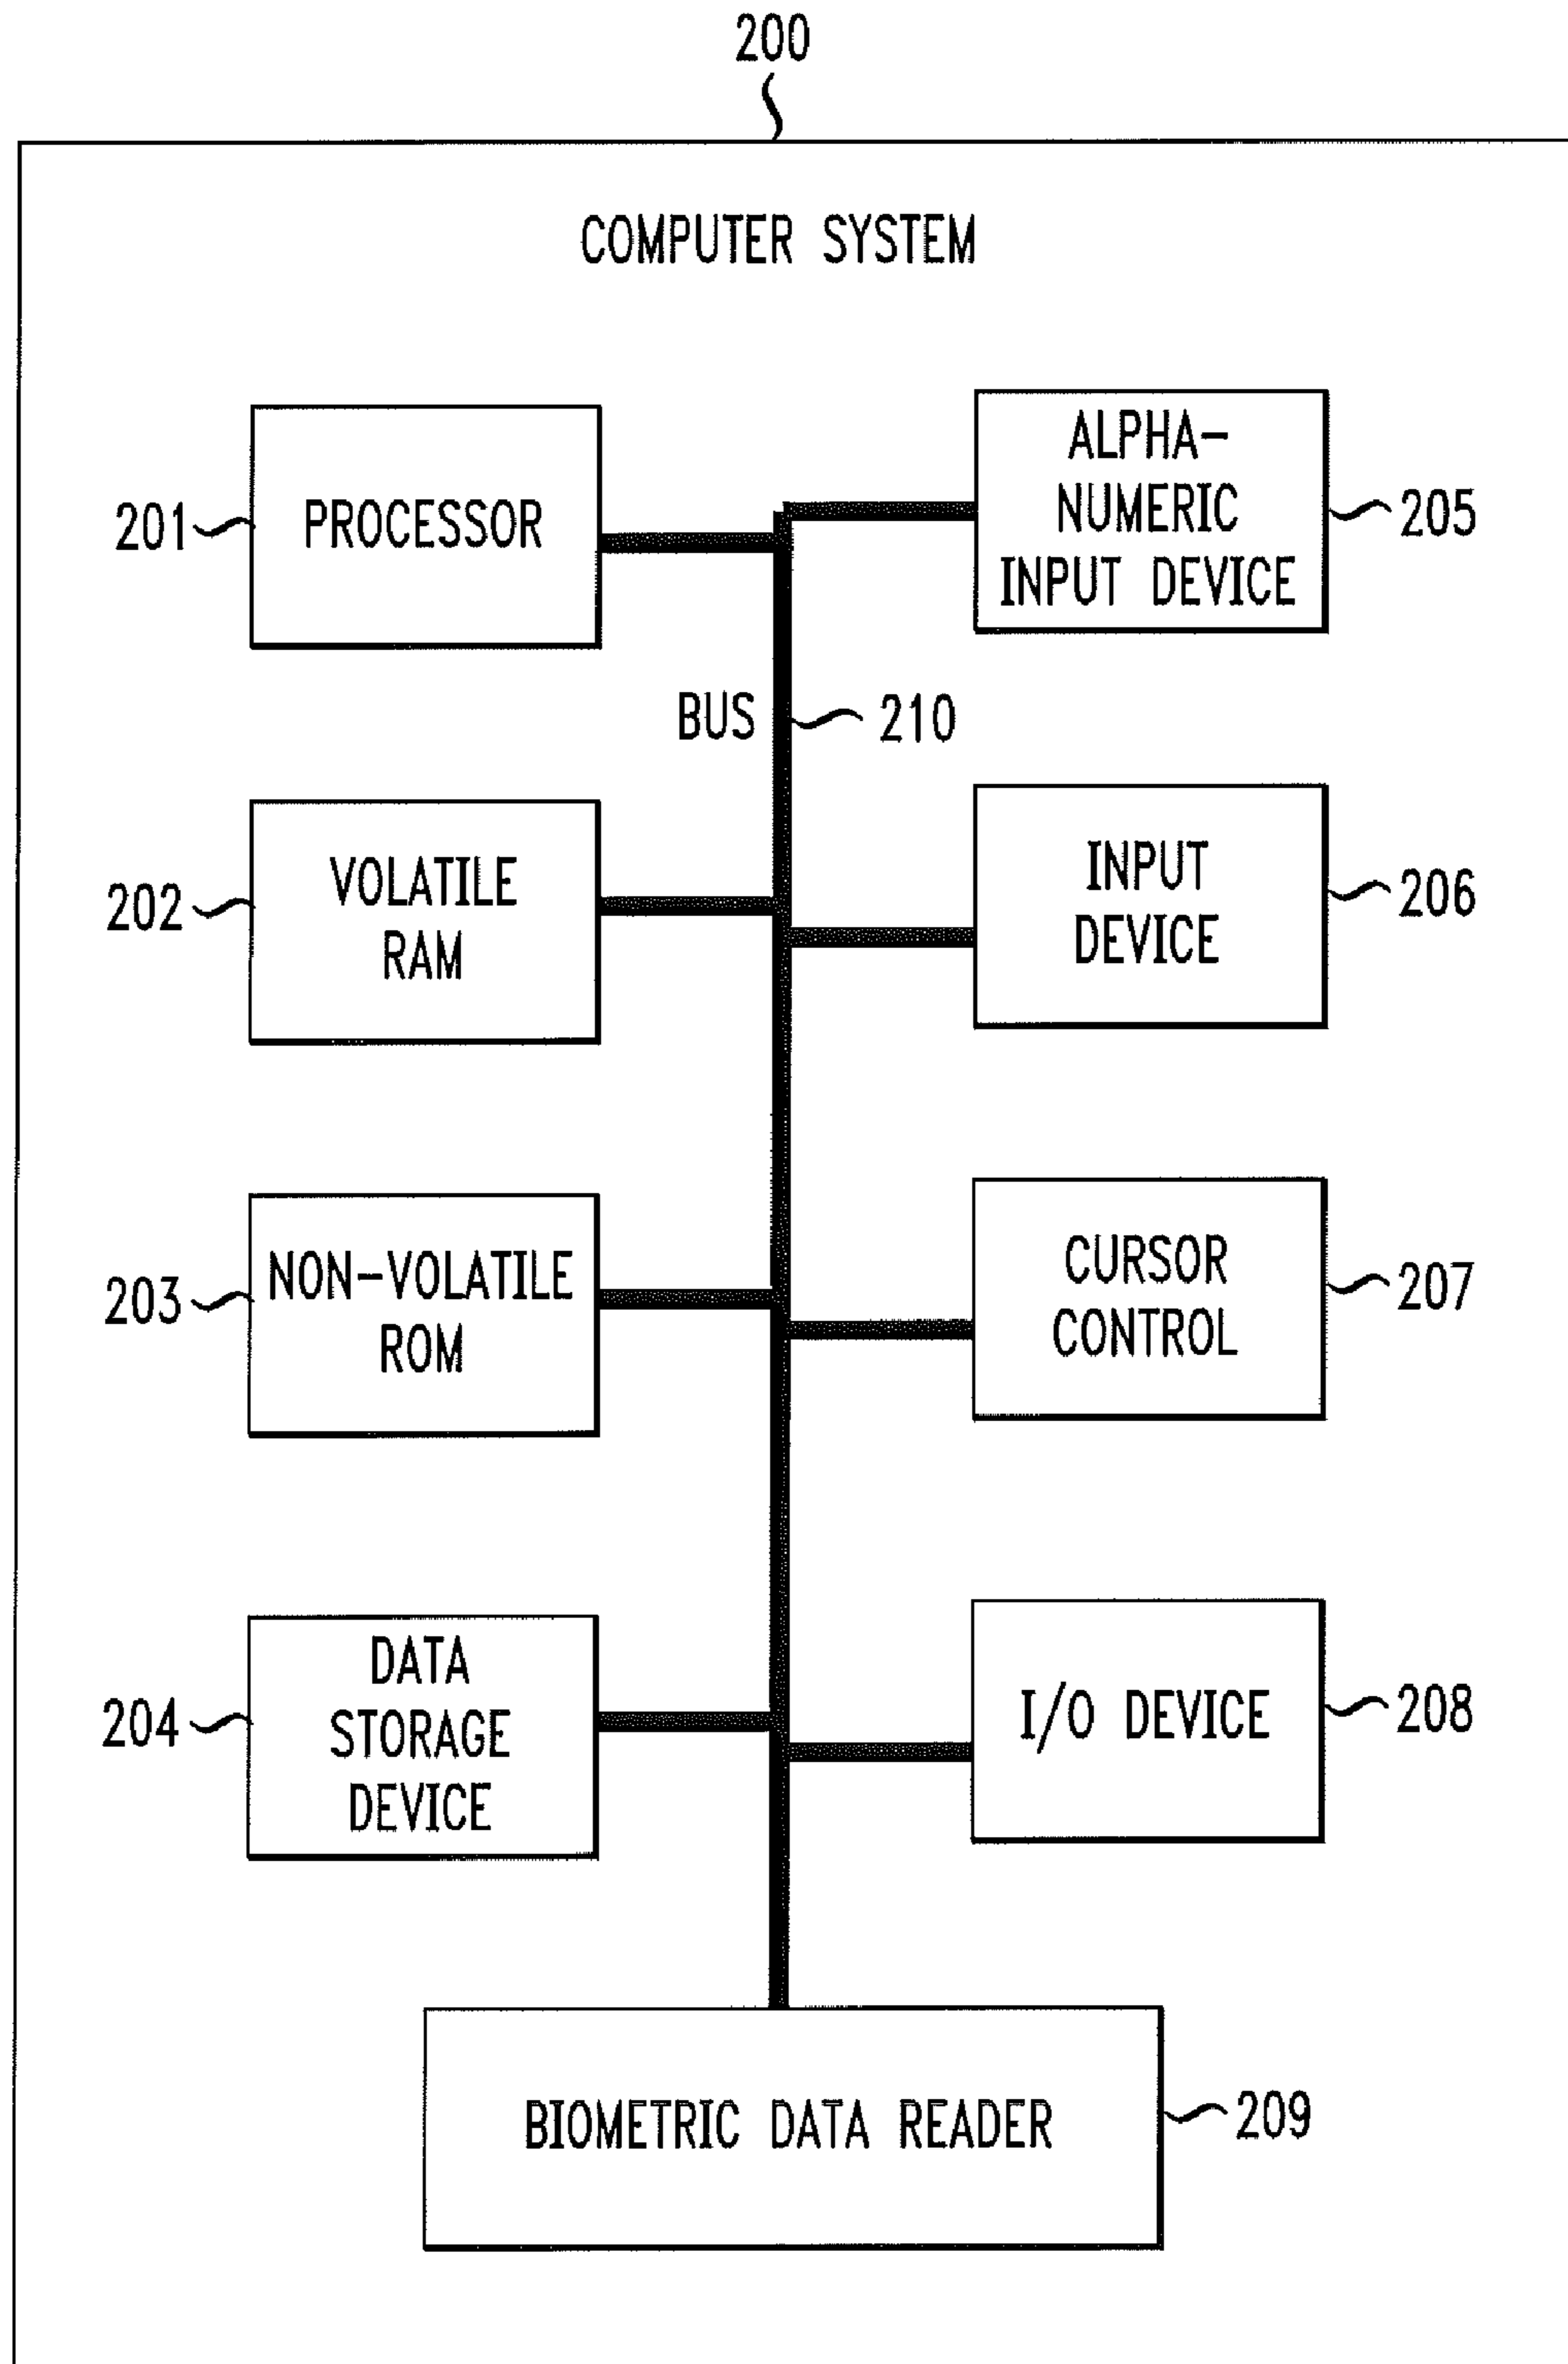 200
COMPUTER SYSTEM
201
PROCESSOR
ALPHA-
NUMERIC
INPUT DEVICE
205
BUS
210
202
VOLATILE
RAM
INPUT
DEVICE
206
203
NON-VOLATILE
ROM
CURSOR
CONTROL
207
204
DATA
STORAGE
DEVICE
I/O DEVICE
208
BIOMETRIC DATA READER
209